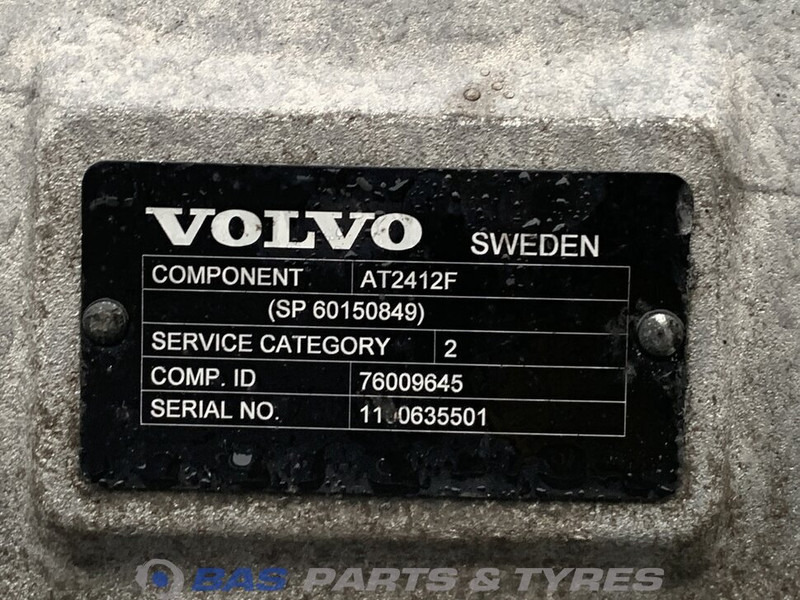 VOLVO SWEDEN
COMPONENT AT2412F
(SP 60150849)
SERVICE CATEGORY 2
COMP. ID 76009645
SERIAL NO.
BAS PARTS & TYRES